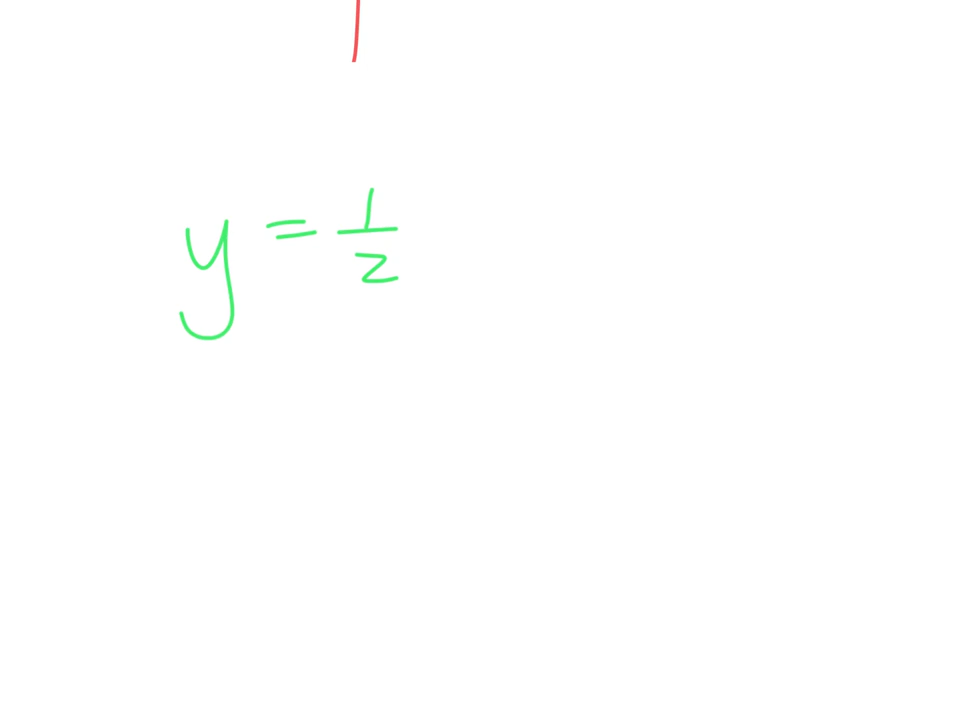 y = 1/2